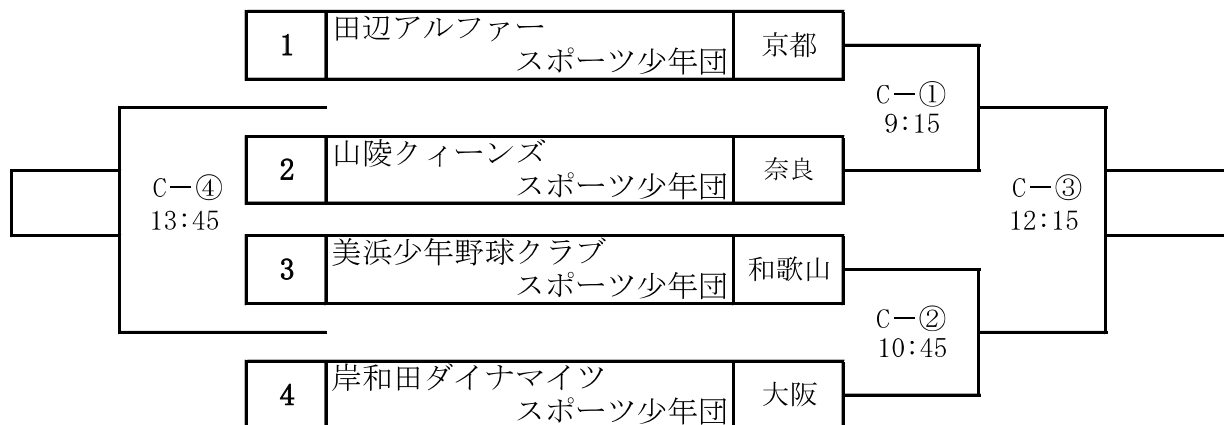 1
田辺アルファー
スポーツ少年団
京都
C－①
9:15
2
山陵クィーンズ
スポーツ少年団
奈良
C－④
13:45
C－③
12:15
3
美浜少年野球クラブ
スポーツ少年団
和歌山
C－②
10:45
4
岸和田ダイナマイツ
スポーツ少年団
大阪